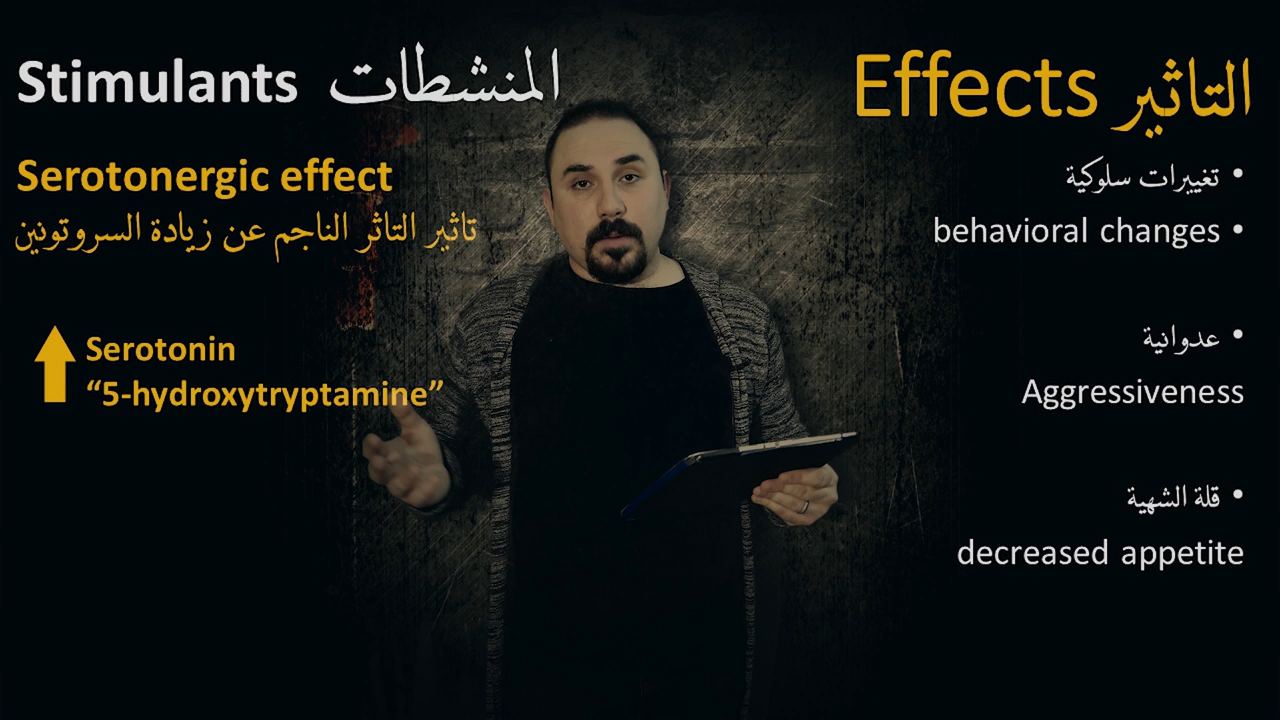 Stimulants المنشطات
Serotonergic effect
تاثير التاثر الناجم عن زيادة السروتونين
Serotonin
“5-hydroxytryptamine”
Effects التاثير
• تغييرات سلوكية
behavioral changes •
• عدوانية
Aggressiveness
• قلة الشهية
decreased appetite